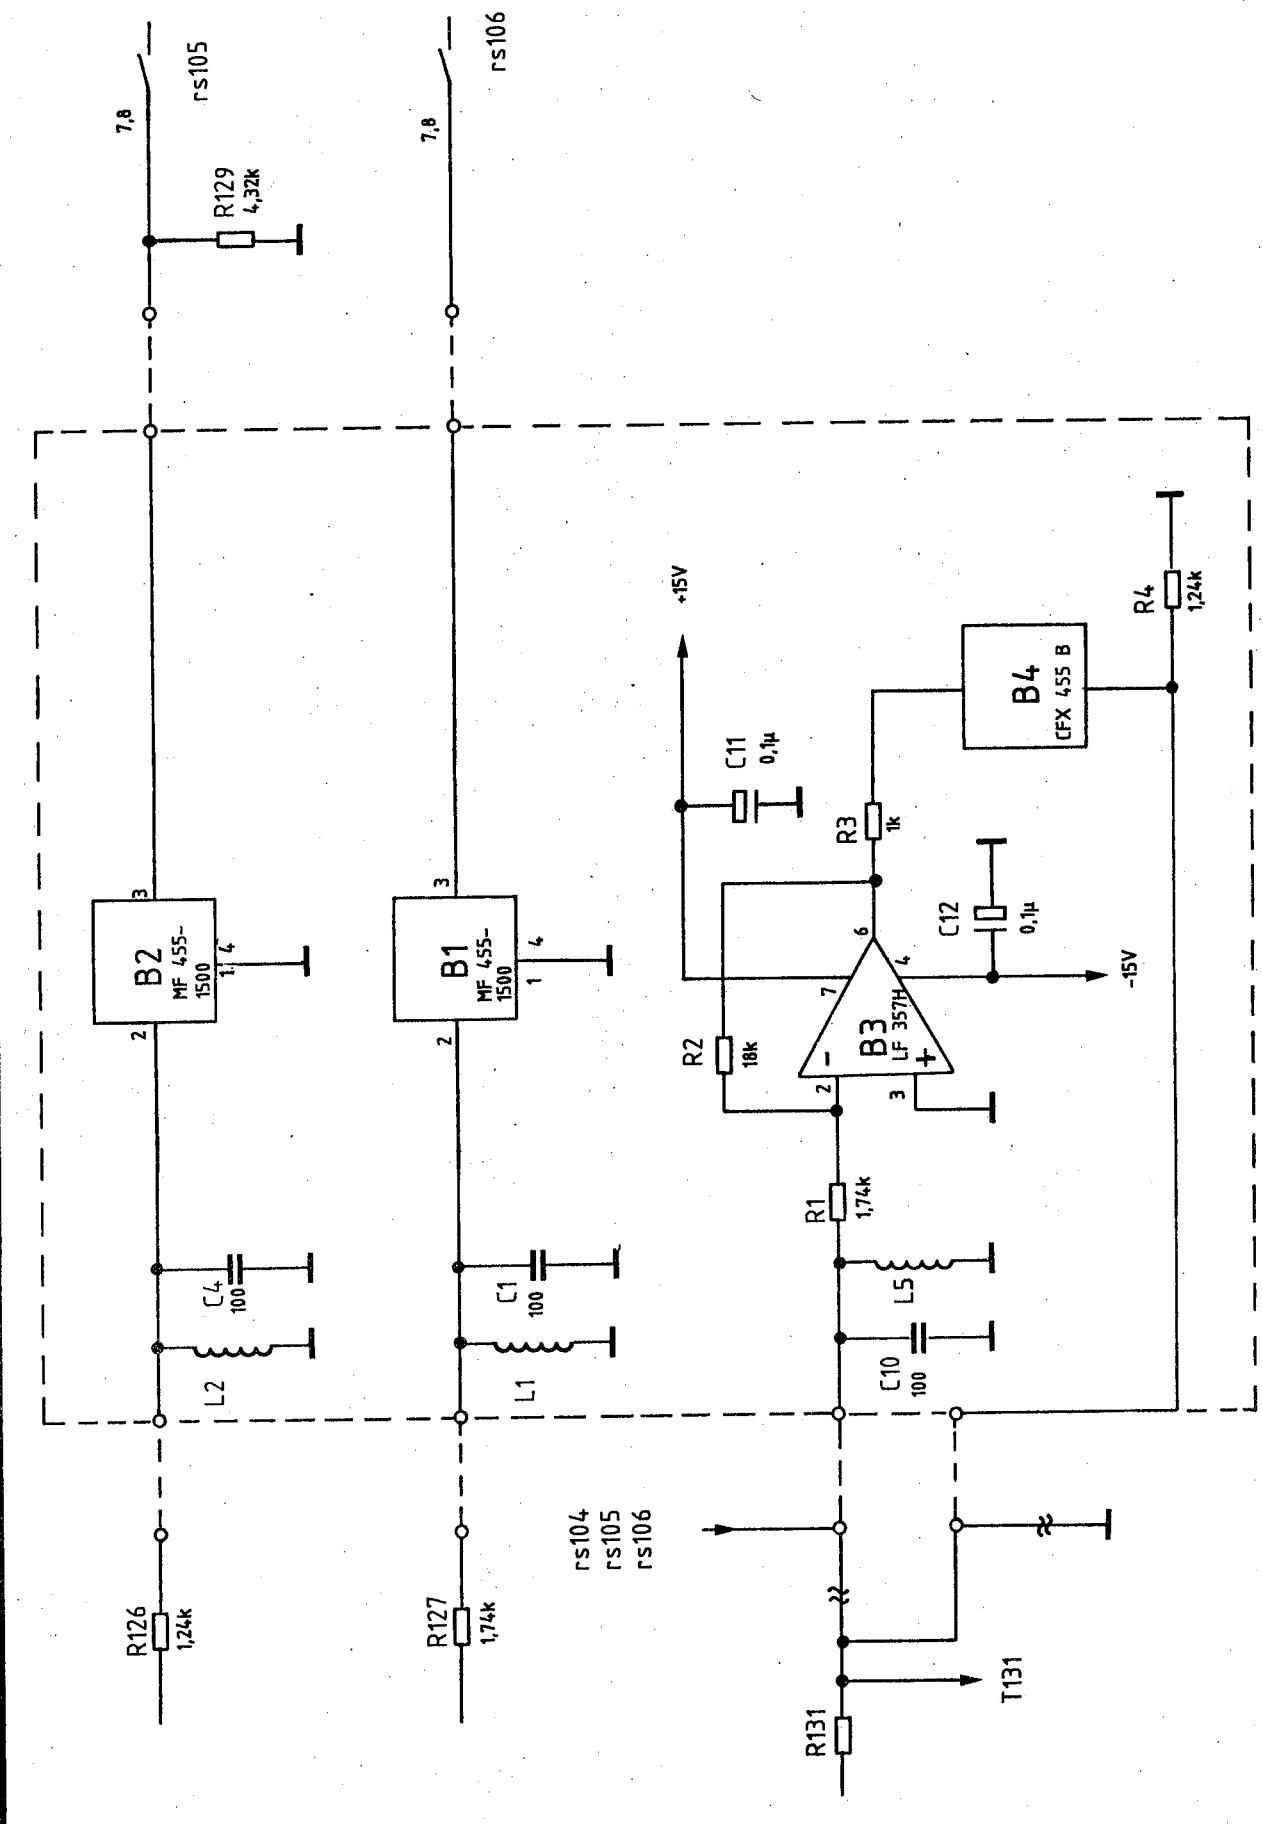 R126
1,24k
L2
C4
100
2
B2
MF 455-
1500
1 4
3
R129
4,32k
7,8
rs105
R127
1,74k
L1
C1
100
2
B1
MF 455-
1500
1 4
3
7,8
rs106
rs104
rs105
rs106
R131
T131
C10
100
L5
R1
1,74k
R2
18k
2
3
-
+
B3
LF 357H
7
6
4
+15V
C11
0,1µ
C12
0,1µ
-15V
R3
1k
B4
CFX 455 B
R4
1,24k